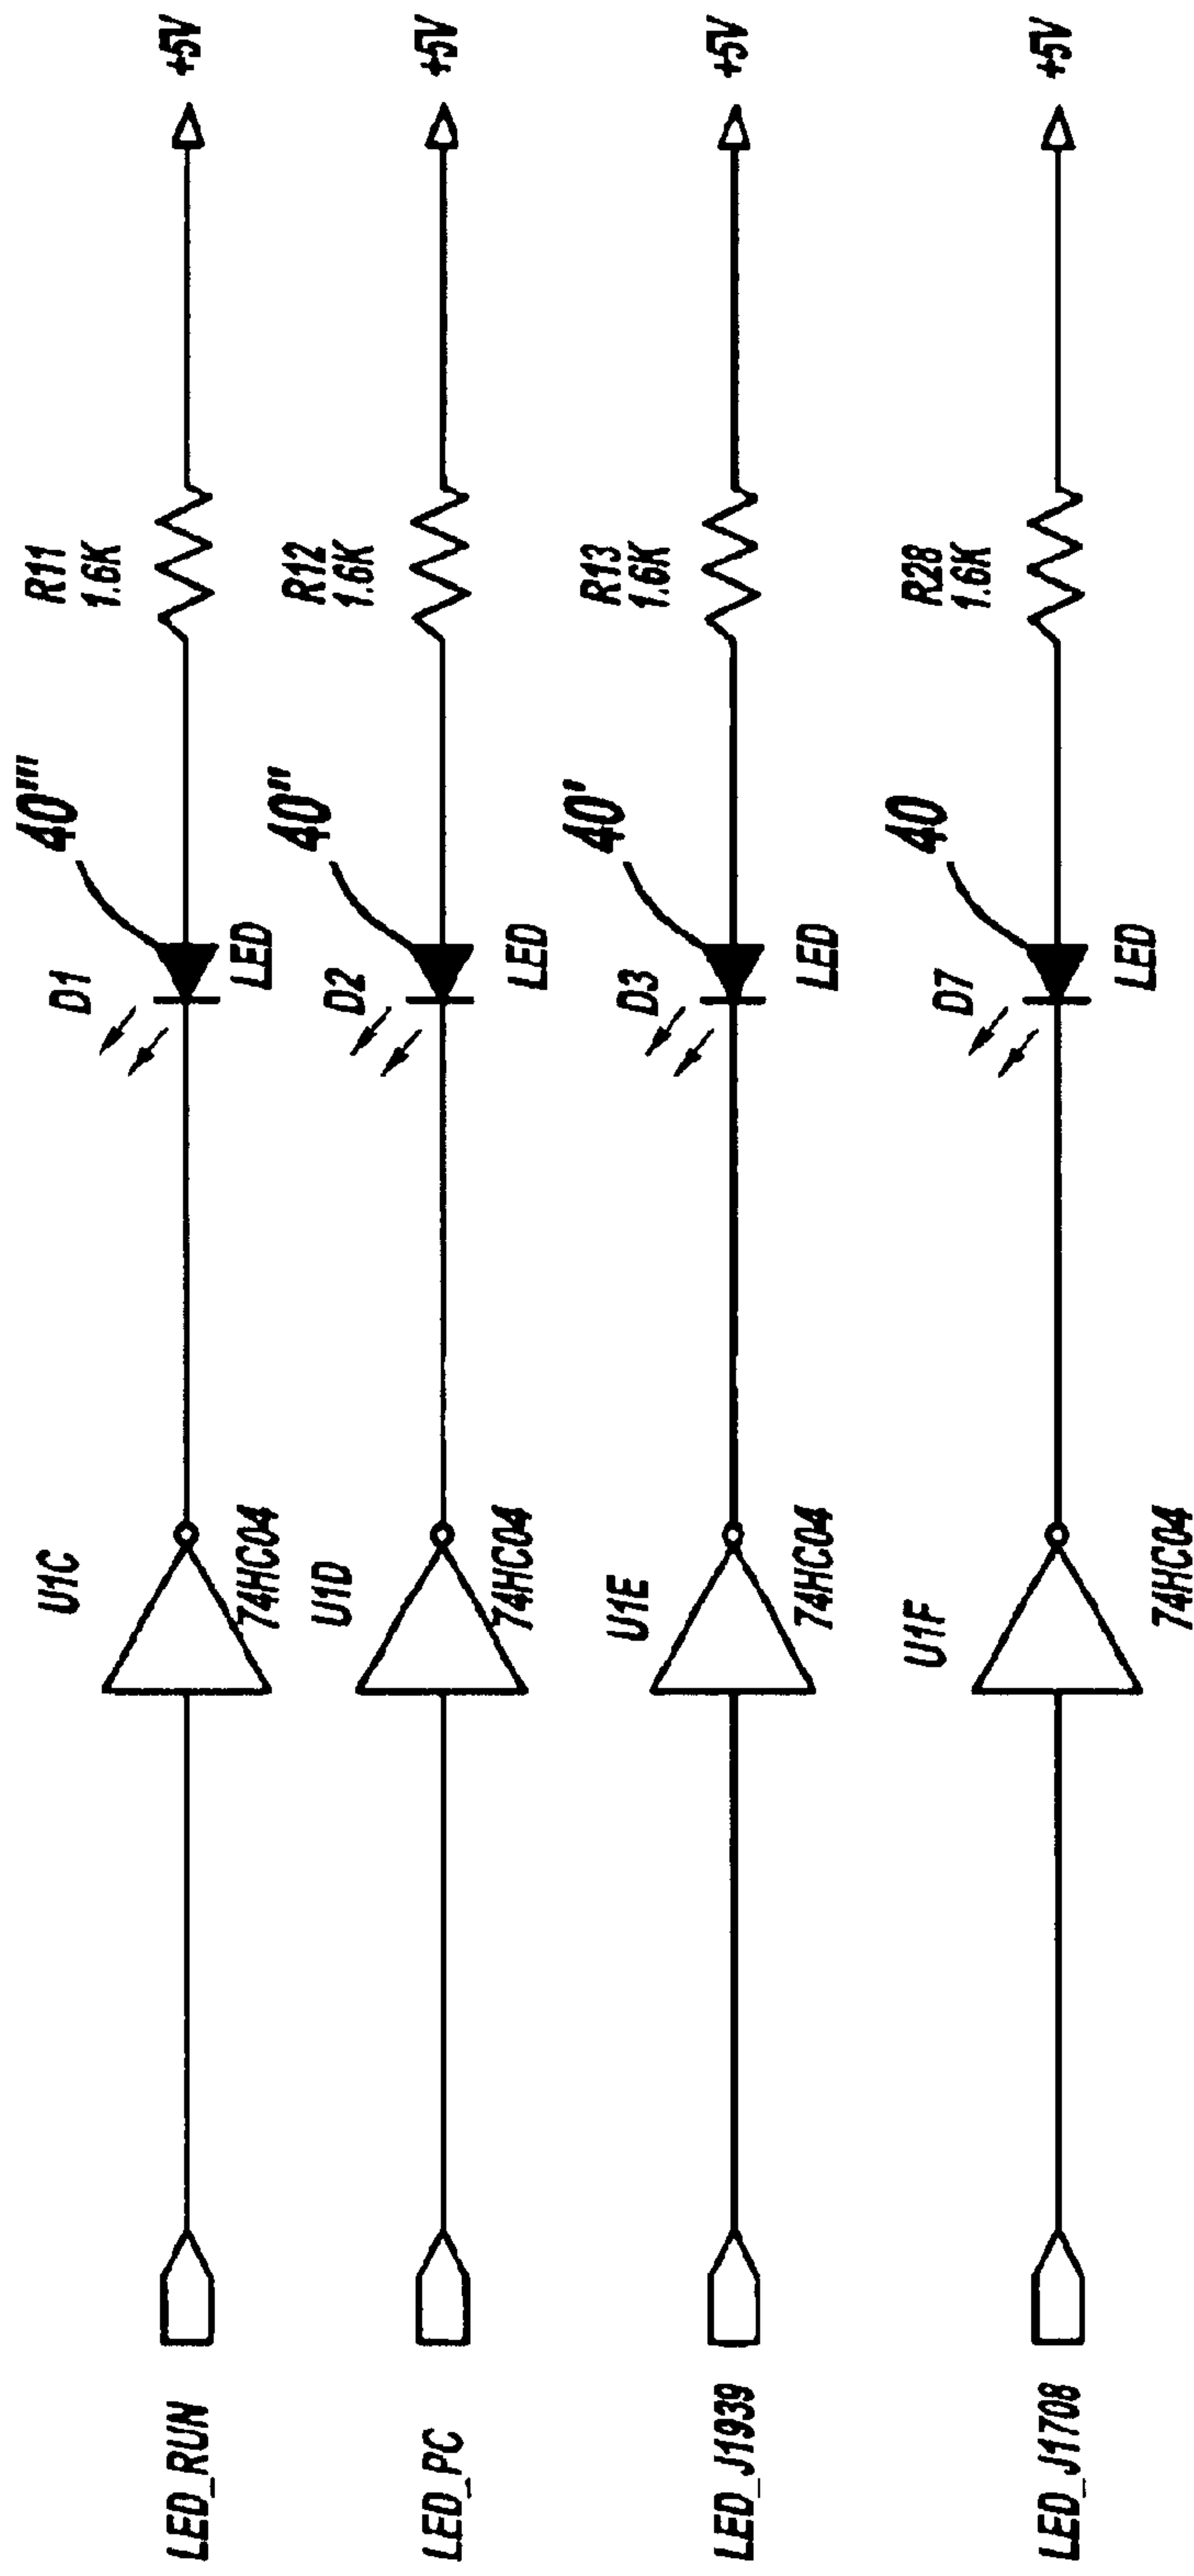 LED_RUN
U1C
74HC04
D1
LED
40'''
R11
1.6K
+5V
LED_PC
U1D
74HC04
D2
LED
40''
R12
1.6K
+5V
LED_J1939
U1E
74HC04
D3
LED
40'
R13
1.6K
+5V
LED_J1708
U1F
74HC04
D7
LED
40
R28
1.6K
+5V